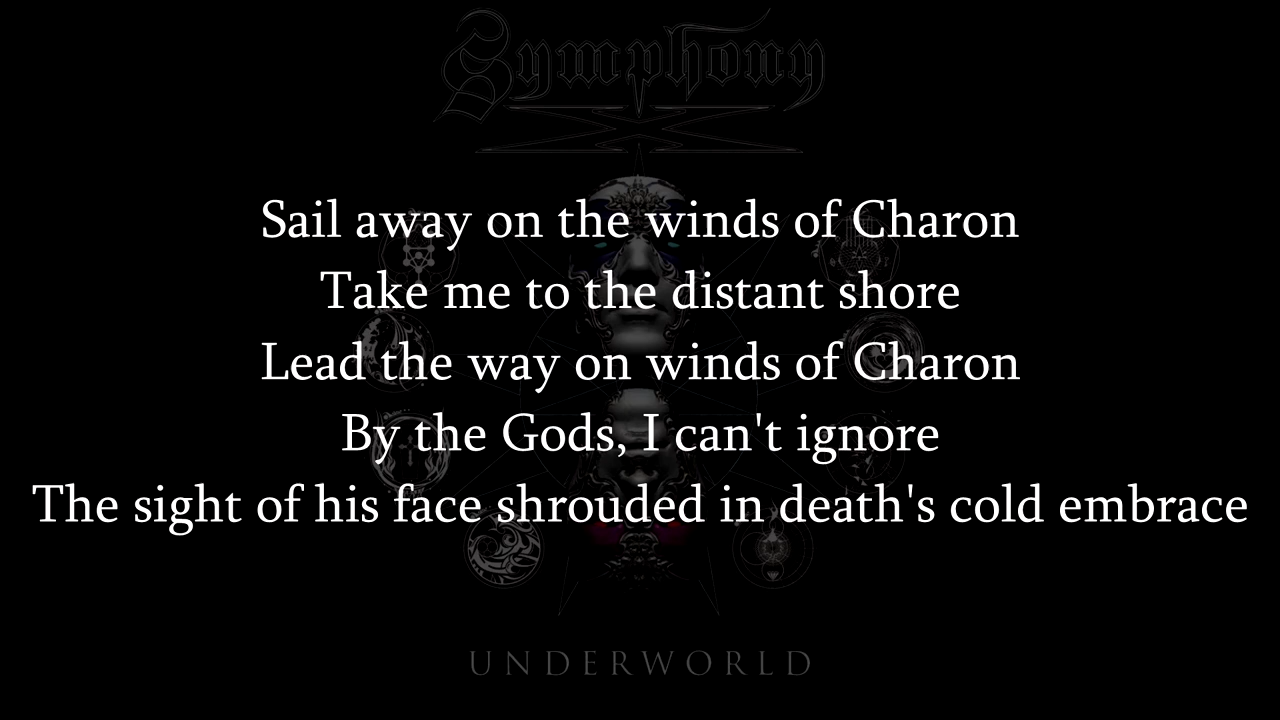 Symphony
X
Sail away on the winds of Charon
Take me to the distant shore
Lead the way on winds of Charon
By the Gods, I can't ignore
The sight of his face shrouded in death's cold embrace
UNDERWORLD